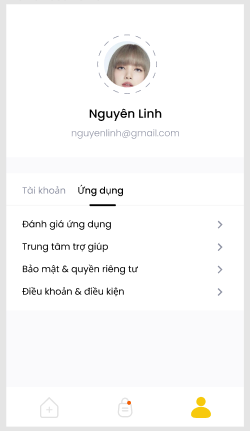 Nguyên Linh
nguyenlinh@gmail.com
Tài khoản Ứng dụng
Đánh giá ứng dụng
Trung tâm trợ giúp
Bảo mật & quyền riêng tư
Điều khoản & điều kiện